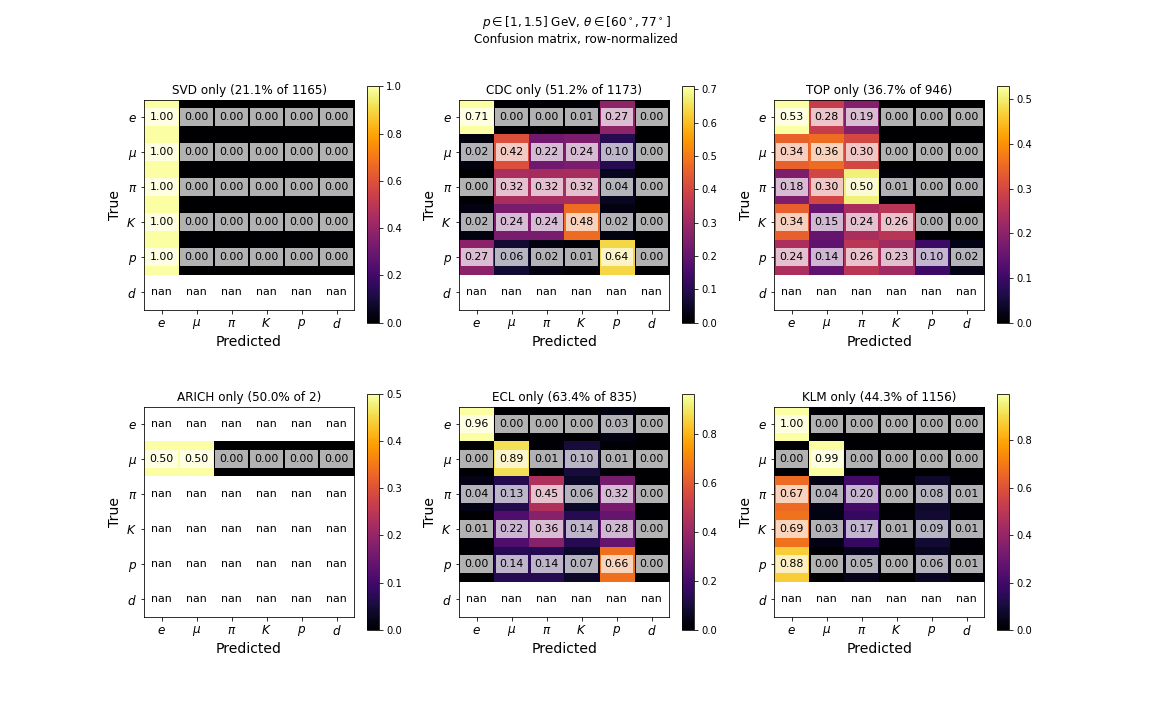 p ∈ [1, 1.5] GeV, θ ∈ [60°, 77°]
Confusion matrix, row-normalized
SVD only (21.1% of 1165)
True
e 1.00 0.00 0.00 0.00 0.00 0.00
μ 1.00 0.00 0.00 0.00 0.00 0.00
π 1.00 0.00 0.00 0.00 0.00 0.00
K 1.00 0.00 0.00 0.00 0.00 0.00
p 1.00 0.00 0.00 0.00 0.00 0.00
d nan nan nan nan nan nan
e μ π K p d
Predicted
1.0
0.8
0.6
0.4
0.2
0.0
CDC only (51.2% of 1173)
True
e 0.71 0.00 0.00 0.01 0.27 0.00
μ 0.02 0.42 0.22 0.24 0.10 0.00
π 0.00 0.32 0.32 0.32 0.04 0.00
K 0.02 0.24 0.24 0.48 0.02 0.00
p 0.27 0.06 0.02 0.01 0.64 0.00
d nan nan nan nan nan nan
e μ π K p d
Predicted
0.7
0.6
0.5
0.4
0.3
0.2
0.1
0.0
TOP only (36.7% of 946)
True
e 0.53 0.28 0.19 0.00 0.00 0.00
μ 0.34 0.36 0.30 0.00 0.00 0.00
π 0.18 0.30 0.50 0.01 0.00 0.00
K 0.34 0.15 0.24 0.26 0.00 0.00
p 0.24 0.14 0.26 0.23 0.10 0.02
d nan nan nan nan nan nan
e μ π K p d
Predicted
0.5
0.4
0.3
0.2
0.1
0.0
ARICH only (50.0% of 2)
True
e nan nan nan nan nan nan
μ 0.50 0.50 0.00 0.00 0.00 0.00
π nan nan nan nan nan nan
K nan nan nan nan nan nan
p nan nan nan nan nan nan
d nan nan nan nan nan nan
e μ π K p d
Predicted
0.5
0.4
0.3
0.2
0.1
0.0
ECL only (63.4% of 835)
True
e 0.96 0.00 0.00 0.00 0.03 0.00
μ 0.00 0.89 0.01 0.10 0.01 0.00
π 0.04 0.13 0.45 0.06 0.32 0.00
K 0.01 0.22 0.36 0.14 0.28 0.00
p 0.00 0.14 0.14 0.07 0.66 0.00
d nan nan nan nan nan nan
e μ π K p d
Predicted
0.8
0.6
0.4
0.2
0.0
KLM only (44.3% of 1156)
True
e 1.00 0.00 0.00 0.00 0.00 0.00
μ 0.00 0.99 0.00 0.00 0.00 0.00
π 0.67 0.04 0.20 0.00 0.08 0.01
K 0.69 0.03 0.17 0.01 0.09 0.01
p 0.88 0.00 0.05 0.00 0.06 0.01
d nan nan nan nan nan nan
e μ π K p d
Predicted
0.8
0.6
0.4
0.2
0.0